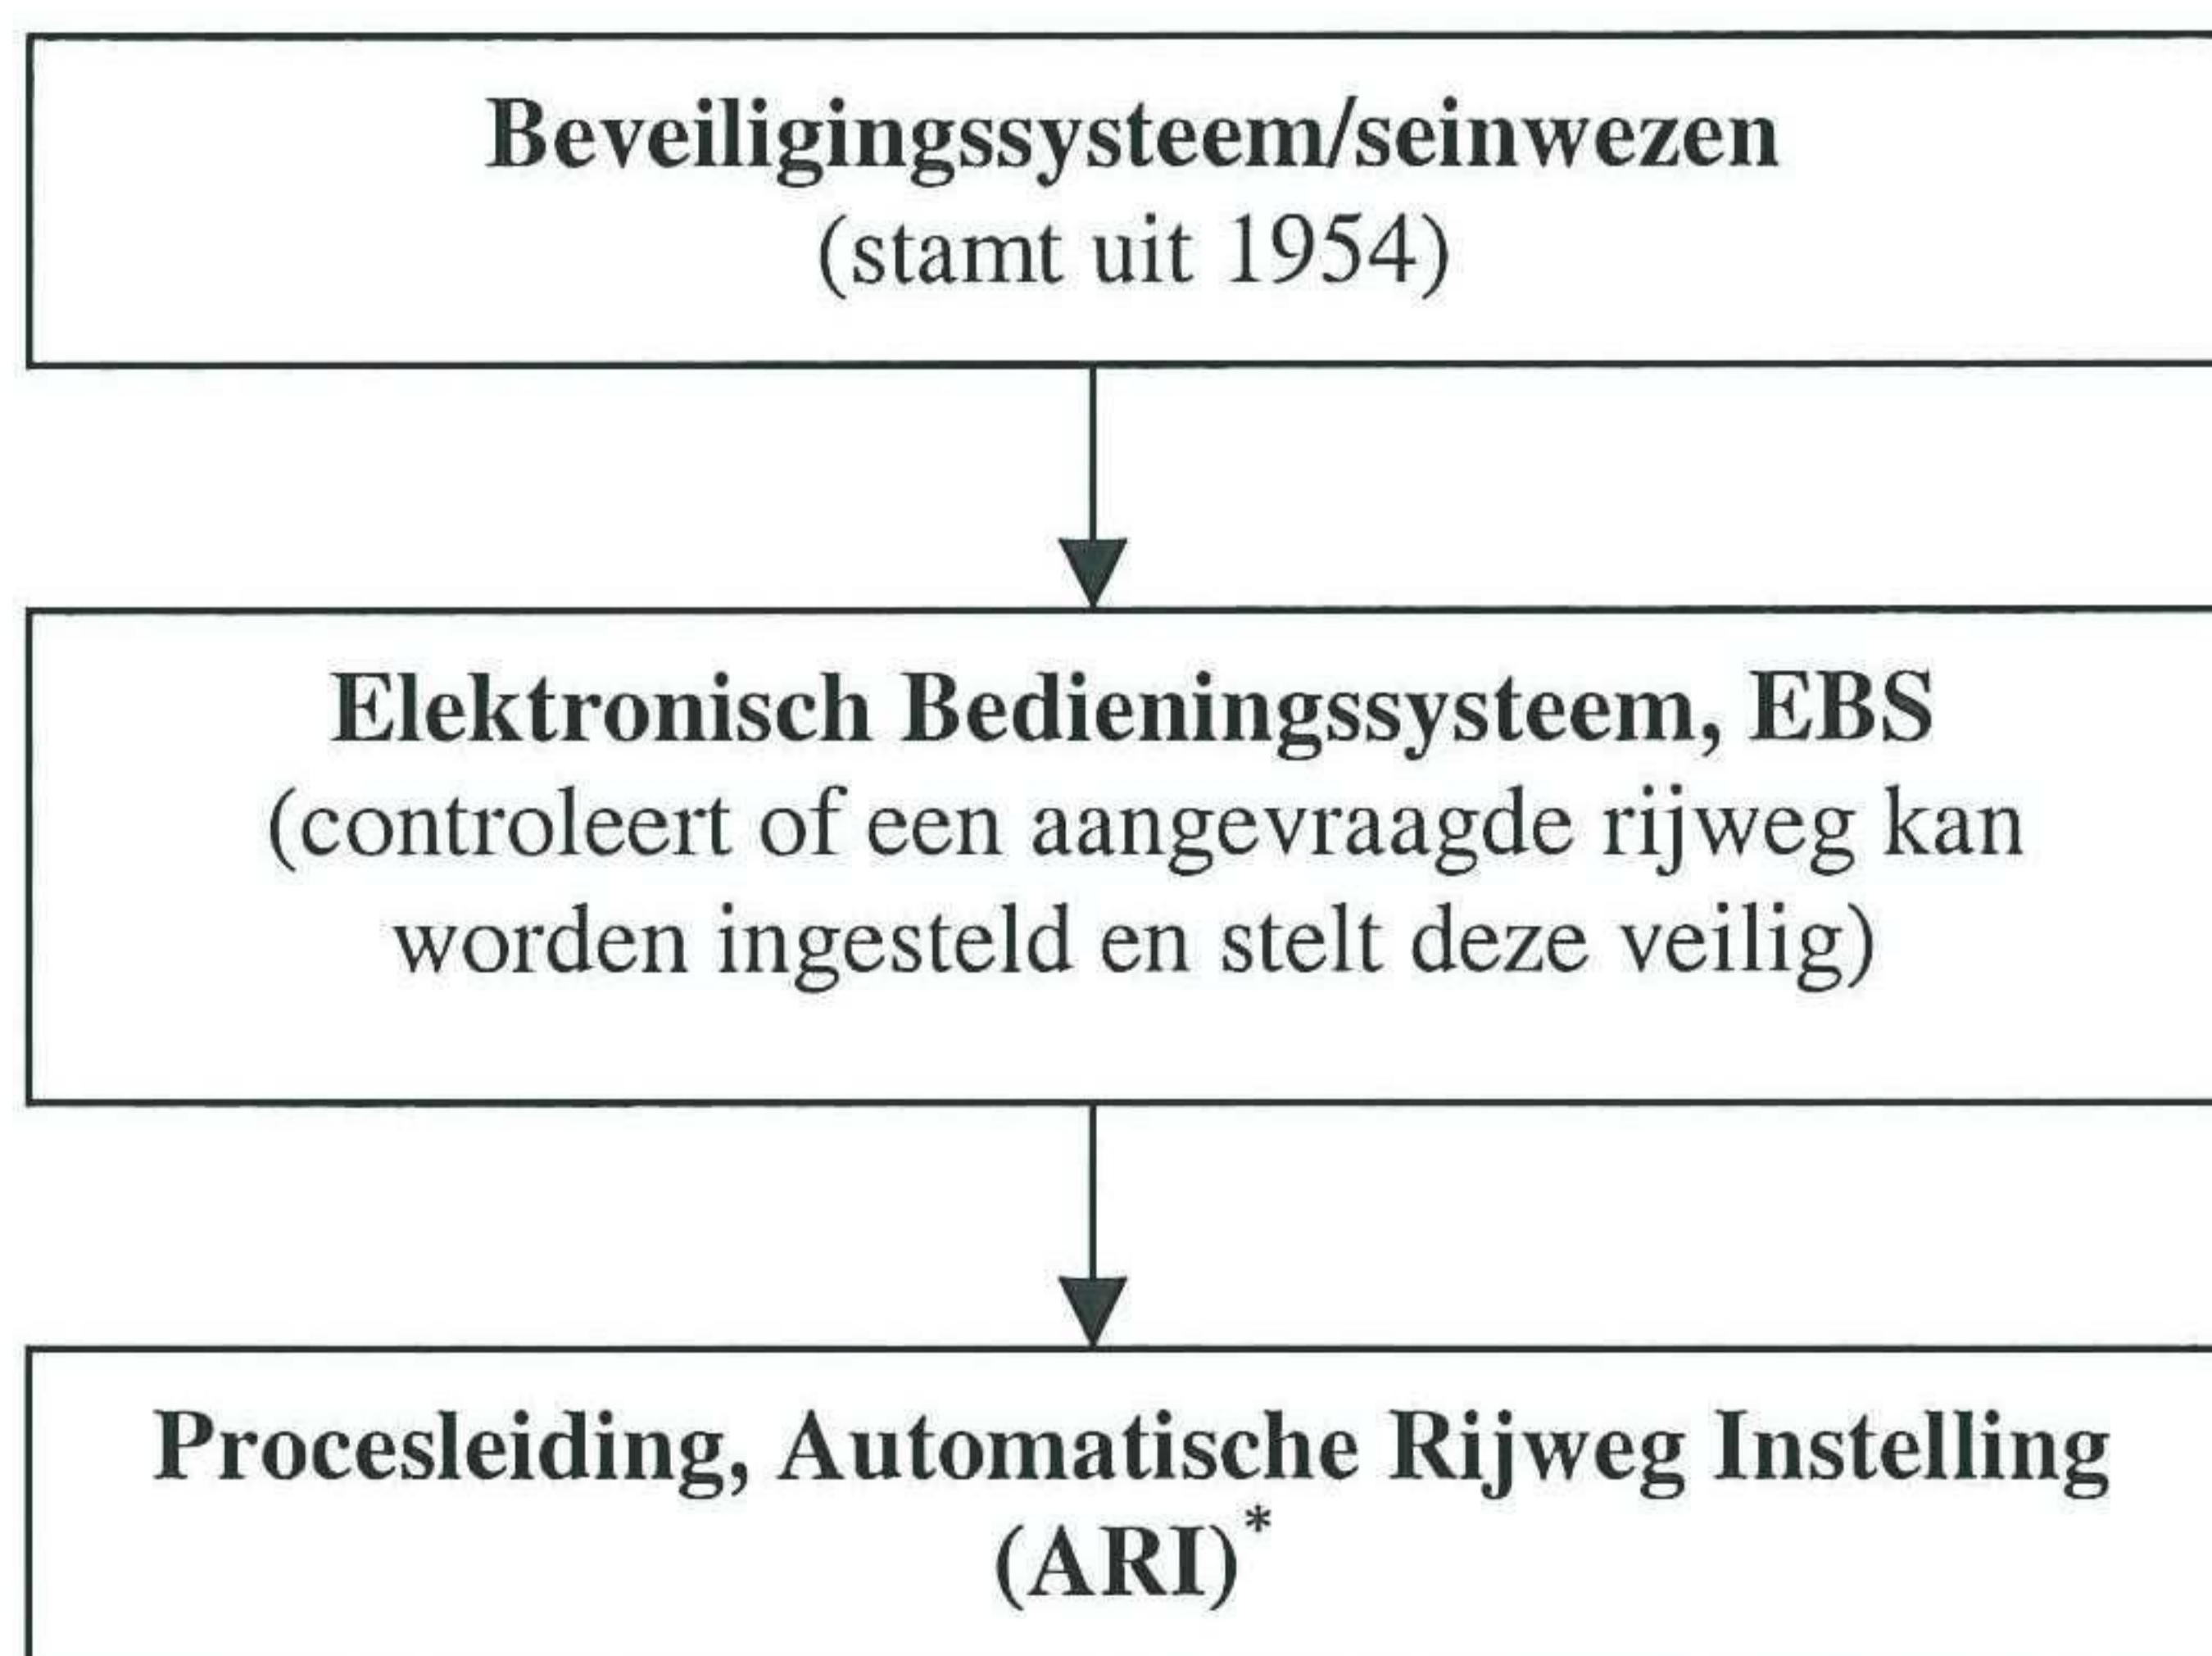 Beveiligingssysteem/seinwezen
(stamt uit 1954)
Elektronisch Bedieningssysteem, EBS
(controleert of een aangevraagde rijweg kan
worden ingesteld en stelt deze veilig)
Procesleiding, Automatische Rijweg Instelling
(ARI)*